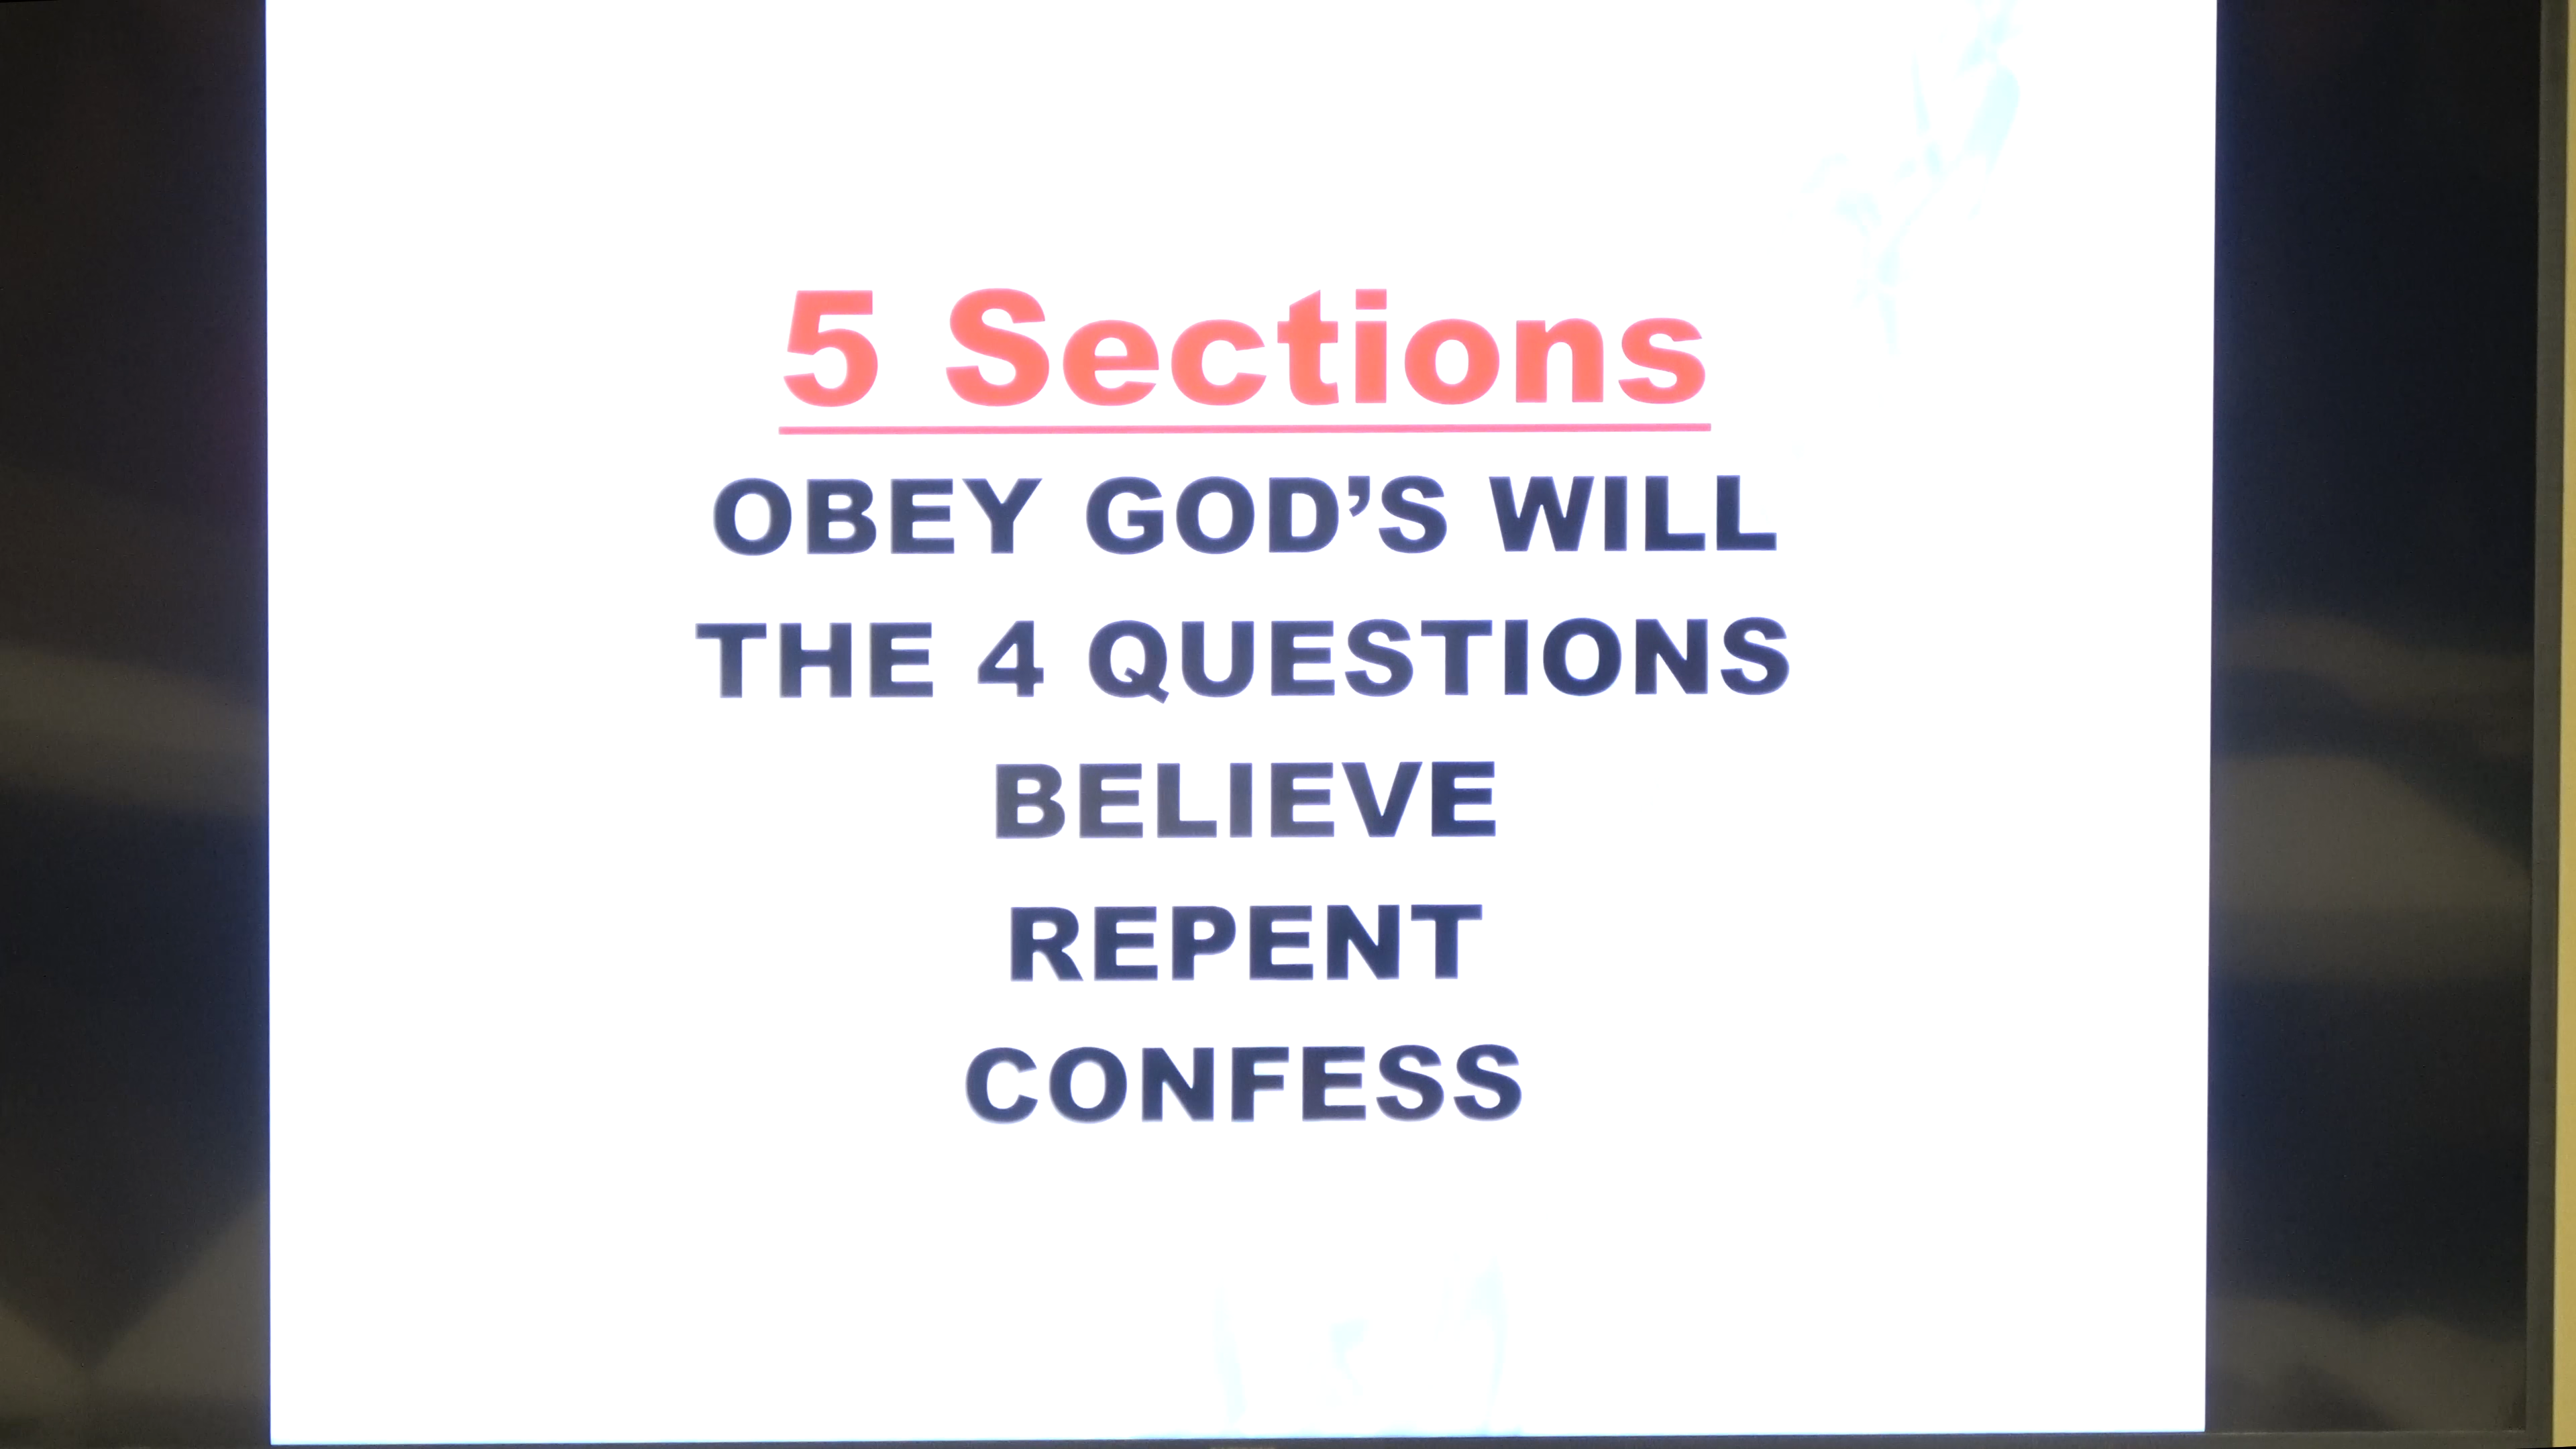 5 Sections
OBEY GOD’S WILL
THE 4 QUESTIONS
BELIEVE
REPENT
CONFESS